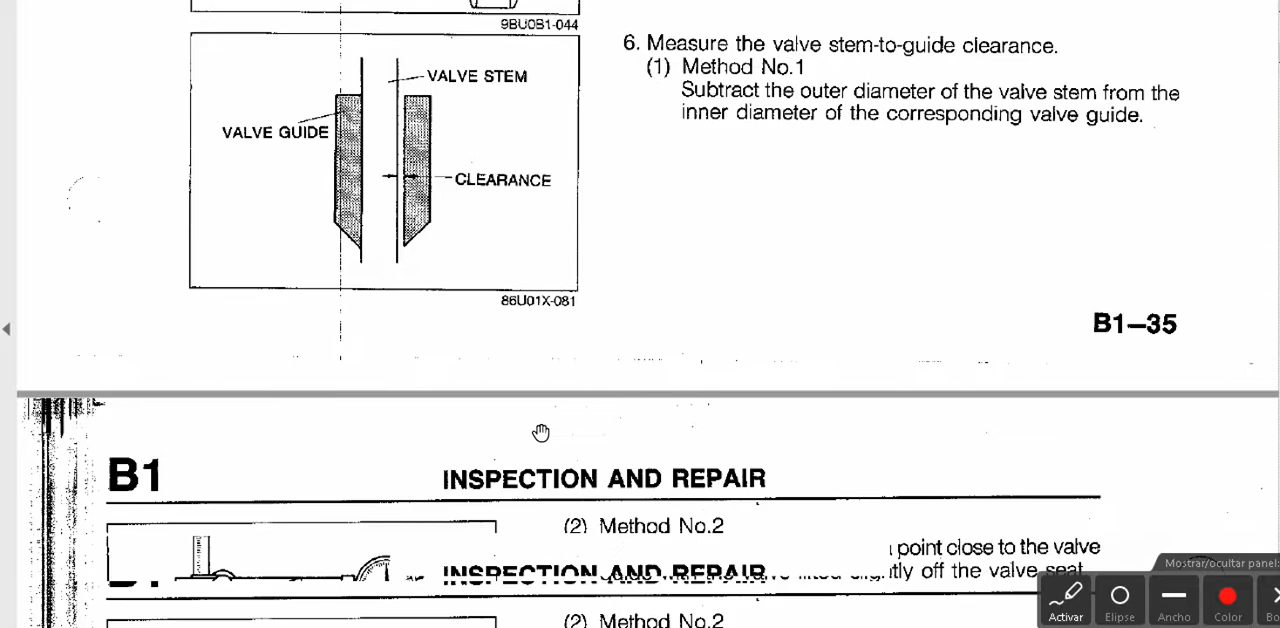 9BU0B1-044
6. Measure the valve stem-to-guide clearance.
(1) Method No.1
Subtract the outer diameter of the valve stem from the
inner diameter of the corresponding valve guide.
VALVE STEM
VALVE GUIDE
CLEARANCE
86U01X-081
B1–35
B1
INSPECTION AND REPAIR
(2) Method No.2
point close to the valve
INSPECTION AND REPAIR
off the valve seat
(2) Method No.2
Mostrar/ocultar panel:
Activar
Elipse
Ancho
Color